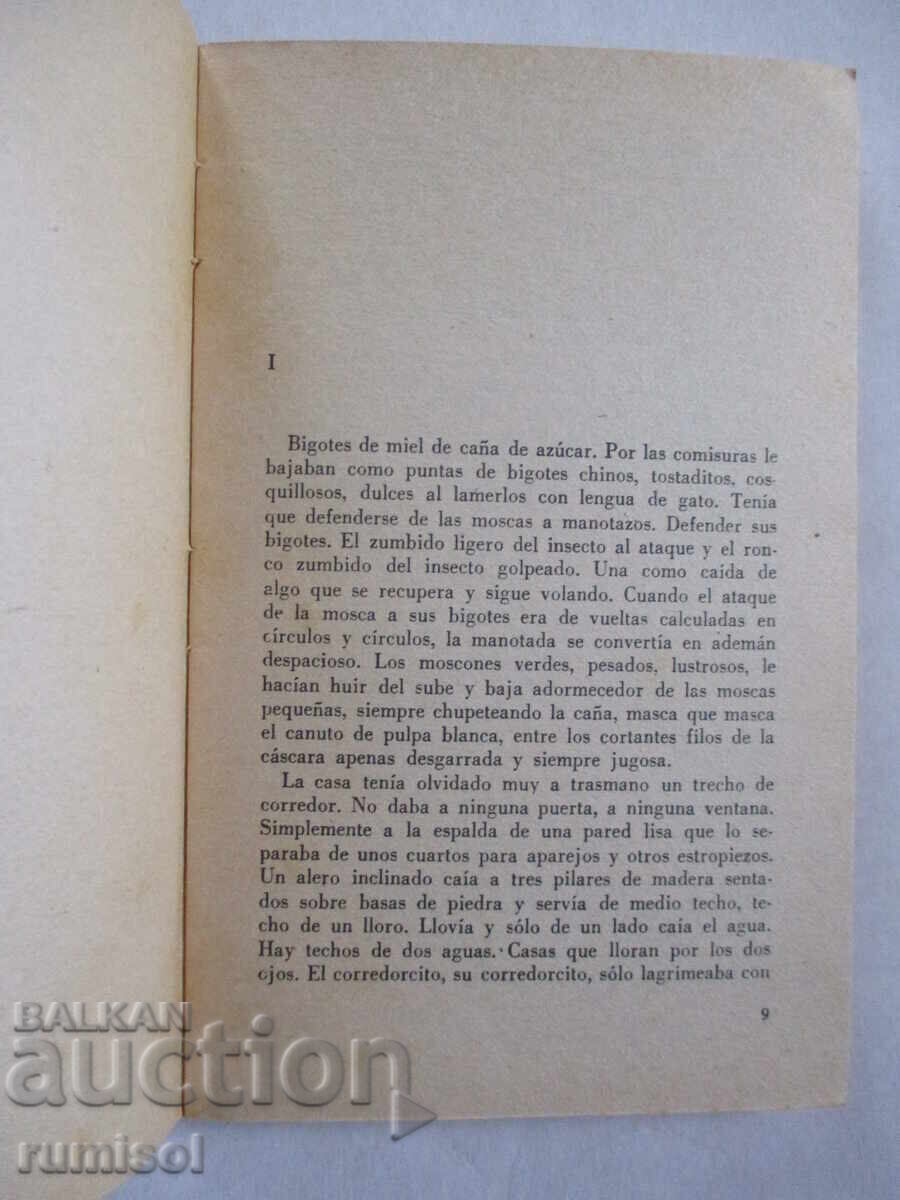 I
Bigotes de miel de caña de azúcar. Por las comisuras le
bajaban como puntas de bigotes chinos, tostaditos, cos-
quillosos, dulces al lamerlos con lengua de gato. Tenía
que defenderse de las moscas a manotazos. Defender sus
bigotes. El zumbido ligero del insecto al ataque y el ron-
co zumbido del insecto golpeado. Una como caída de
algo que se recupera y sigue volando. Cuando el ataque
de la mosca a sus bigotes era de vueltas calculadas en
círculos y círculos, la manotada se convertía en ademán
despacioso. Los moscones verdes, pesados, lustrosos, le
hacían huir del sube y baja adormecedor de las moscas
pequeñas, siempre chupeteando la caña, masca que masca
el canuto de pulpa blanca, entre los cortantes filos de la
cáscara apenas desgarrada y siempre jugosa.
La casa tenía olvidado muy a trasmano un trecho de
corredor. No daba a ninguna puerta, a ninguna ventana.
Simplemente a la espalda de una pared lisa que lo se-
paraba de unos cuartos para aparejos y otros estropiezos.
Un alero inclinado caía a tres pilares de madera senta-
dos sobre basas de piedra y servía de medio techo, te-
cho de un lloro. Llovía y sólo de un lado caía el agua.
Hay techos de dos aguas. Casas que lloran por los dos
ojos. El corredorcito, su corredorcito, sólo lagrimeaba con
9
BALKAN
auction
rumisol